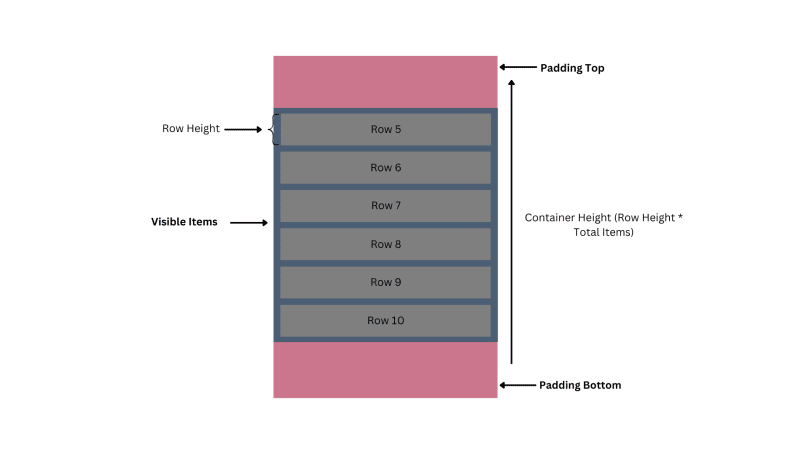 Padding Top
Row Height
Row 5
Row 6
Row 7
Visible Items
Container Height (Row Height *
Total Items)
Row 8
Row 9
Row 10
Padding Bottom